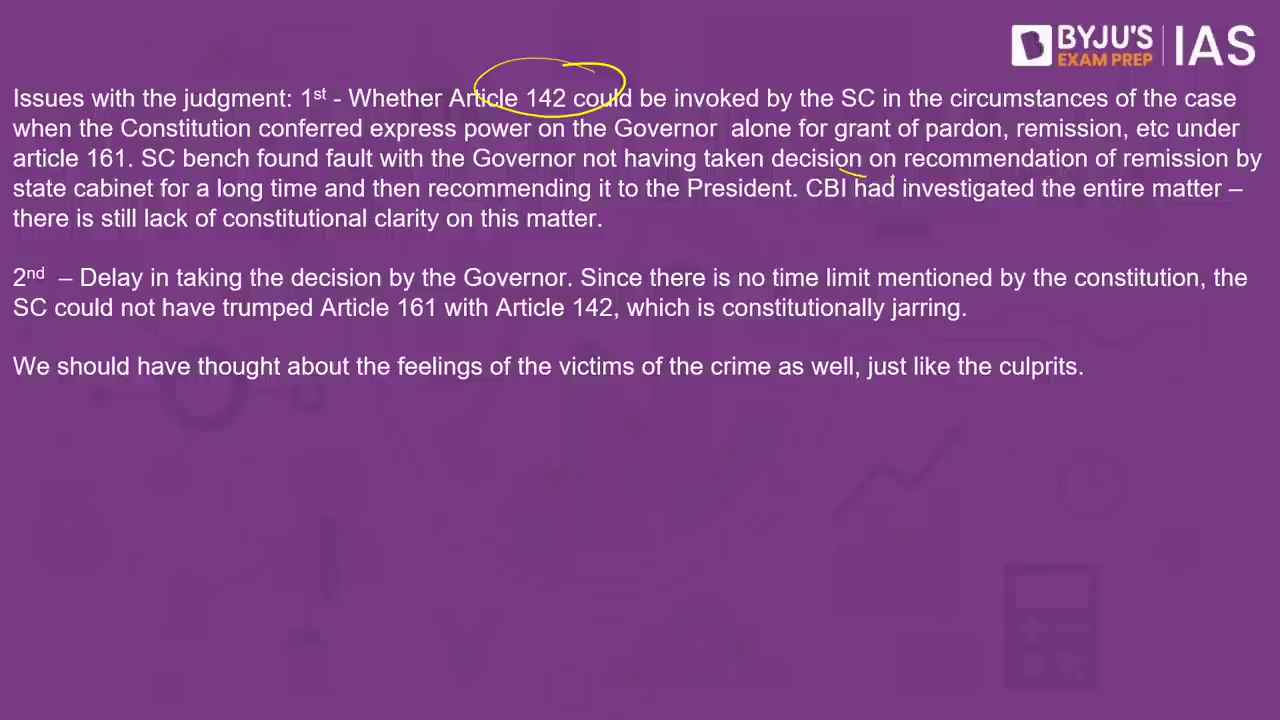 BYJU'S
EXAM PREP
IAS
Issues with the judgment: 1st - Whether Article 142 could be invoked by the SC in the circumstances of the case
when the Constitution conferred express power on the Governor alone for grant of pardon, remission, etc under
article 161. SC bench found fault with the Governor not having taken decision on recommendation of remission by
state cabinet for a long time and then recommending it to the President. CBI had investigated the entire matter –
there is still lack of constitutional clarity on this matter.
2nd – Delay in taking the decision by the Governor. Since there is no time limit mentioned by the constitution, the
SC could not have trumped Article 161 with Article 142, which is constitutionally jarring.
We should have thought about the feelings of the victims of the crime as well, just like the culprits.